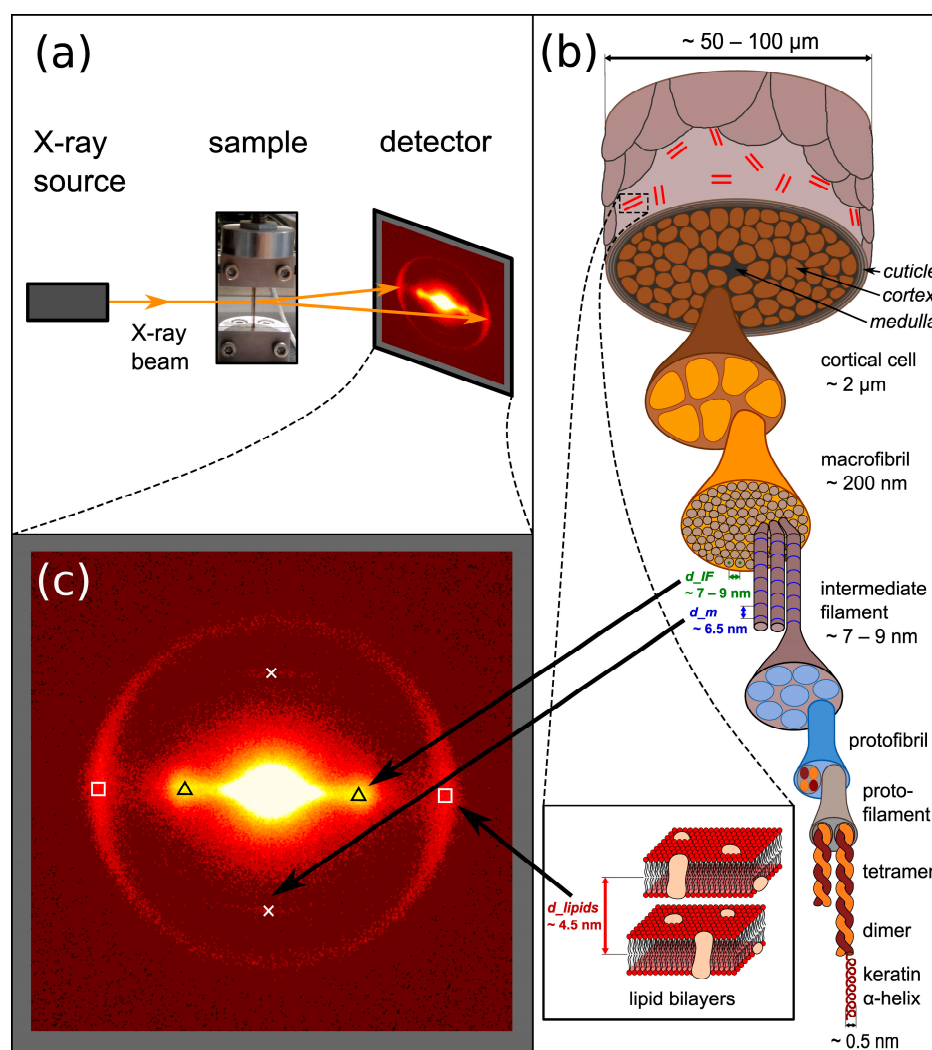 (a)
X-ray
source
sample
detector
X-ray
beam
(b)
~ 50 – 100 µm
cuticle
cortex
medulla
cortical cell
~ 2 µm
macrofibril
~ 200 nm
d_IF
~ 7 – 9 nm
d_m
~ 6.5 nm
intermediate
filament
~ 7 – 9 nm
protofibril
proto-
filament
tetramer
dimer
keratin
α-helix
~ 0.5 nm
d_lipids
~ 4.5 nm
lipid bilayers
(c)